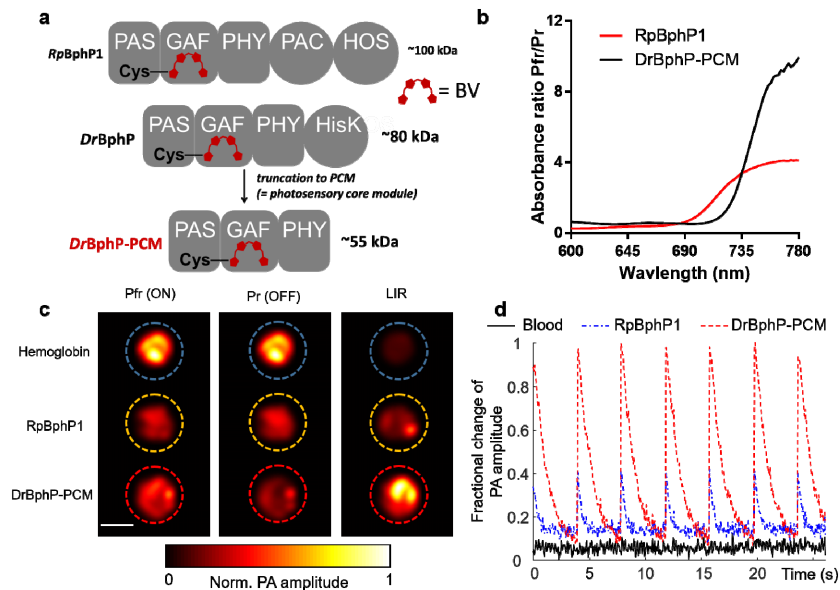 a
PAS GAF PHY PAC HOS
RpBphP1
~100 kDa
Cys
= BV
PAS GAF PHY HisK
DrBphP
~80 kDa
Cys
truncation to PCM
(= photosensory core module)
PAS GAF PHY
DrBphP-PCM
~55 kDa
Cys
b
RpBphP1
DrBphP-PCM
Absorbance ratio Pfr/Pr
12
8
4
0
600 645 690 735 780
Wavlength (nm)
c
Pfr (ON) Pr (OFF) LIR
Hemoglobin
RpBphP1
DrBphP-PCM
0 1
Norm. PA amplitude
d
Blood RpBphP1 DrBphP-PCM
Fractional change of
PA amplitude
1
0.8
0.6
0.4
0.2
0
0 5 10 15 20 Time (s)